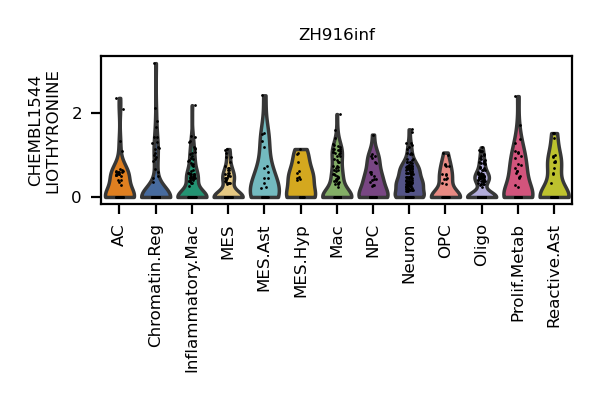 ZH916inf
CHEMBL1544
LIOTHYRONINE
2
0
AC
Chromatin.Reg
Inflammatory.Mac
MES
MES.Ast
MES.Hyp
Mac
NPC
Neuron
OPC
Oligo
Prolif.Metab
Reactive.Ast